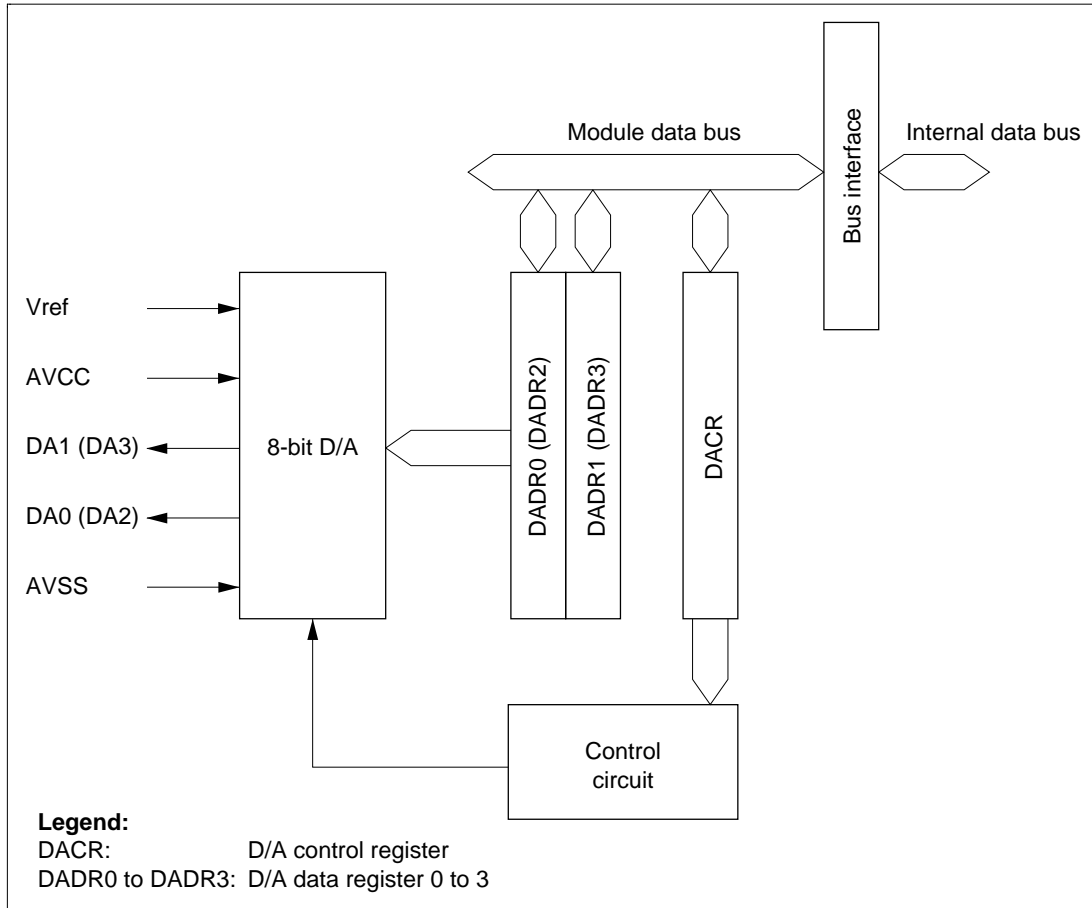 Module data bus
Internal data bus
Bus interface
Vref
AVCC
DA1 (DA3)
DA0 (DA2)
AVSS
8-bit D/A
DADR0 (DADR2)
DADR1 (DADR3)
DACR
Control
circuit
Legend:
DACR: D/A control register
DADR0 to DADR3: D/A data register 0 to 3